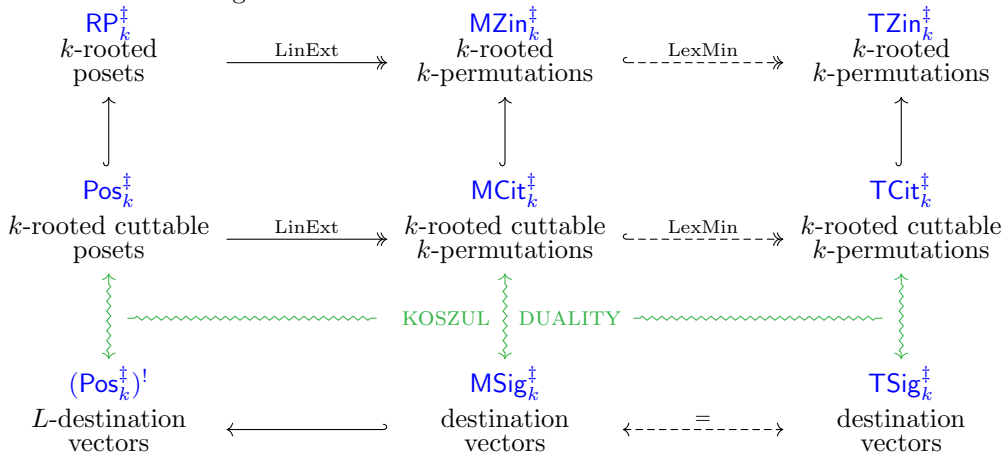 RP‡k MZin‡k TZin‡k
k-rooted posets LinExt k-rooted k-permutations LexMin k-rooted k-permutations
Pos‡k MCit‡k TCit‡k
k-rooted cuttable posets LinExt k-rooted cuttable k-permutations LexMin k-rooted cuttable k-permutations
KOSZUL DUALITY
(Pos‡k)! MSig‡k TSig‡k
L-destination vectors destination vectors = destination vectors